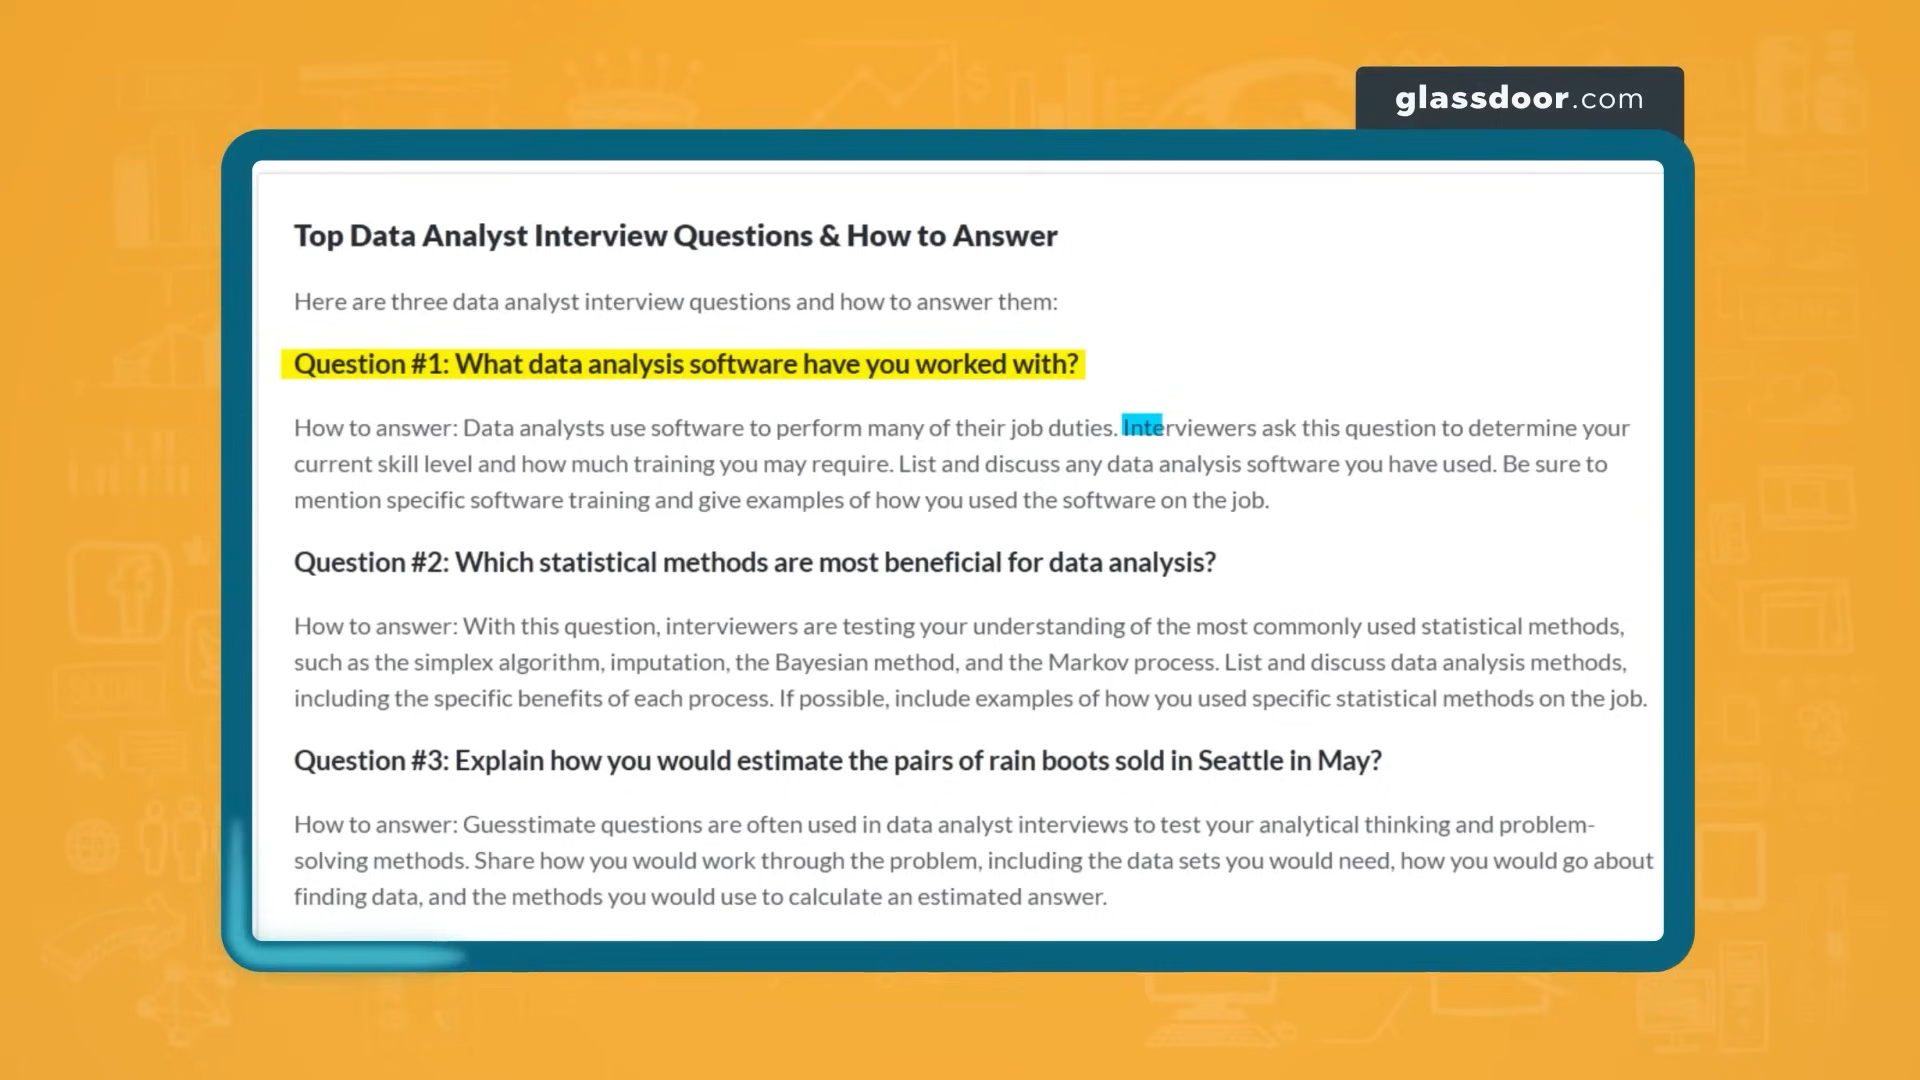 glassdoor.com
Top Data Analyst Interview Questions & How to Answer
Here are three data analyst interview questions and how to answer them:
Question #1: What data analysis software have you worked with?
How to answer: Data analysts use software to perform many of their job duties. Interviewers ask this question to determine your
current skill level and how much training you may require. List and discuss any data analysis software you have used. Be sure to
mention specific software training and give examples of how you used the software on the job.
Question #2: Which statistical methods are most beneficial for data analysis?
How to answer: With this question, interviewers are testing your understanding of the most commonly used statistical methods,
such as the simplex algorithm, imputation, the Bayesian method, and the Markov process. List and discuss data analysis methods,
including the specific benefits of each process. If possible, include examples of how you used specific statistical methods on the job.
Question #3: Explain how you would estimate the pairs of rain boots sold in Seattle in May?
How to answer: Guesstimate questions are often used in data analyst interviews to test your analytical thinking and problem-
solving methods. Share how you would work through the problem, including the data sets you would need, how you would go about
finding data, and the methods you would use to calculate an estimated answer.